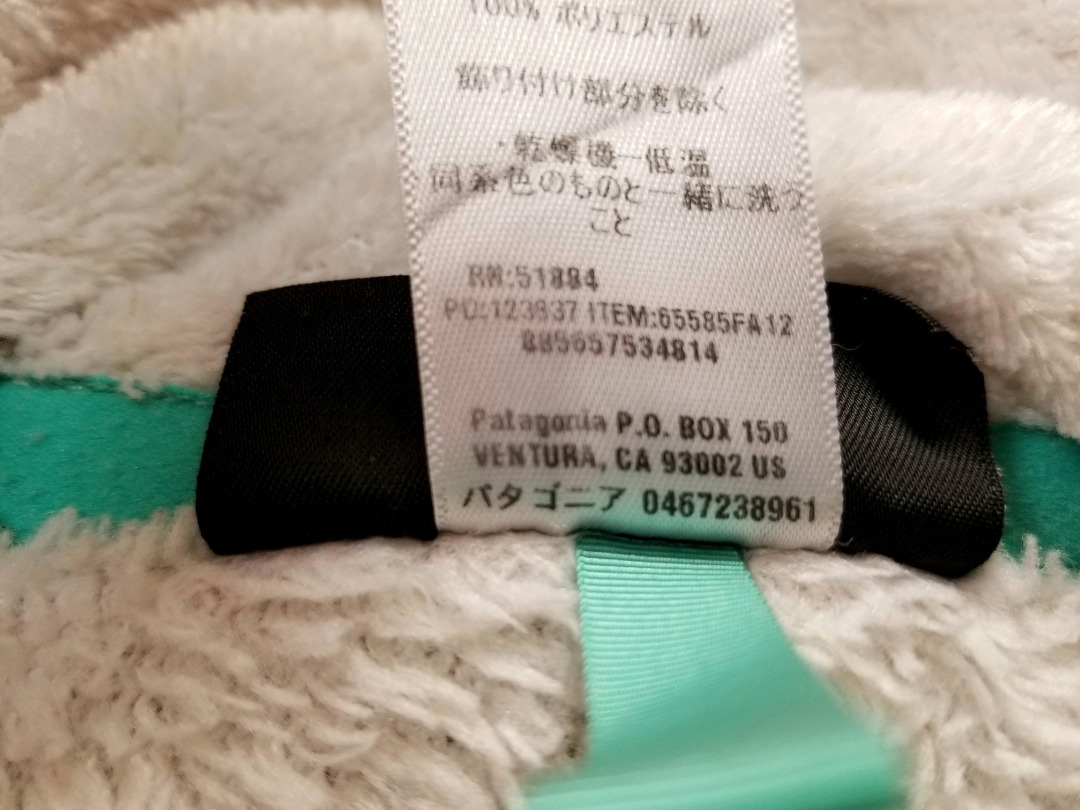 100% ポリエステル
飾り付け部分を除く
・乾燥機一低温
同系色のものと一緒に洗う
こと
RN:51884
PO:123637 ITEM:65585FA12
885657534814
Patagonia P.O. BOX 150
VENTURA, CA 93002 US
パタゴニア 0467238961